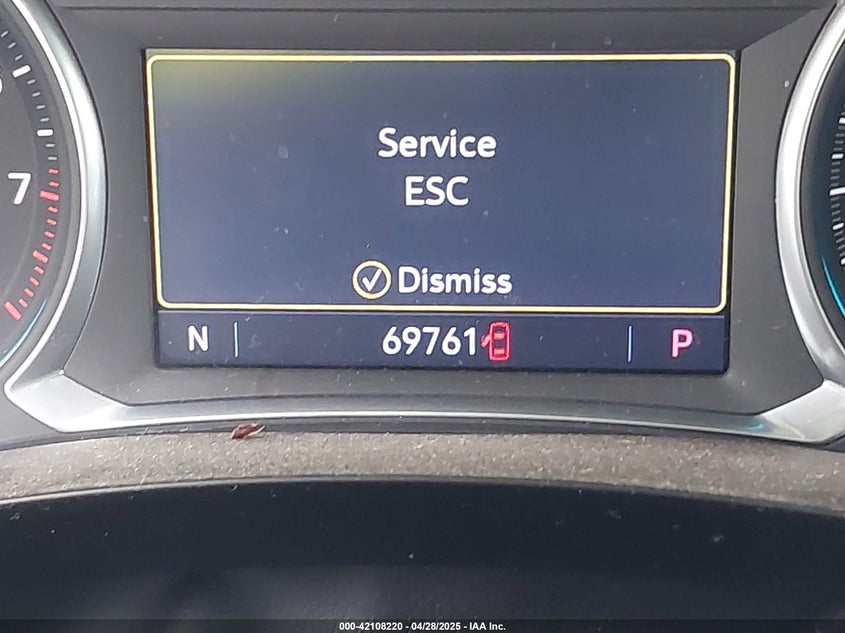 Service
ESC
Dismiss
7
N 69761 P
000-42108220 - 04/28/2025 - IAA Inc.